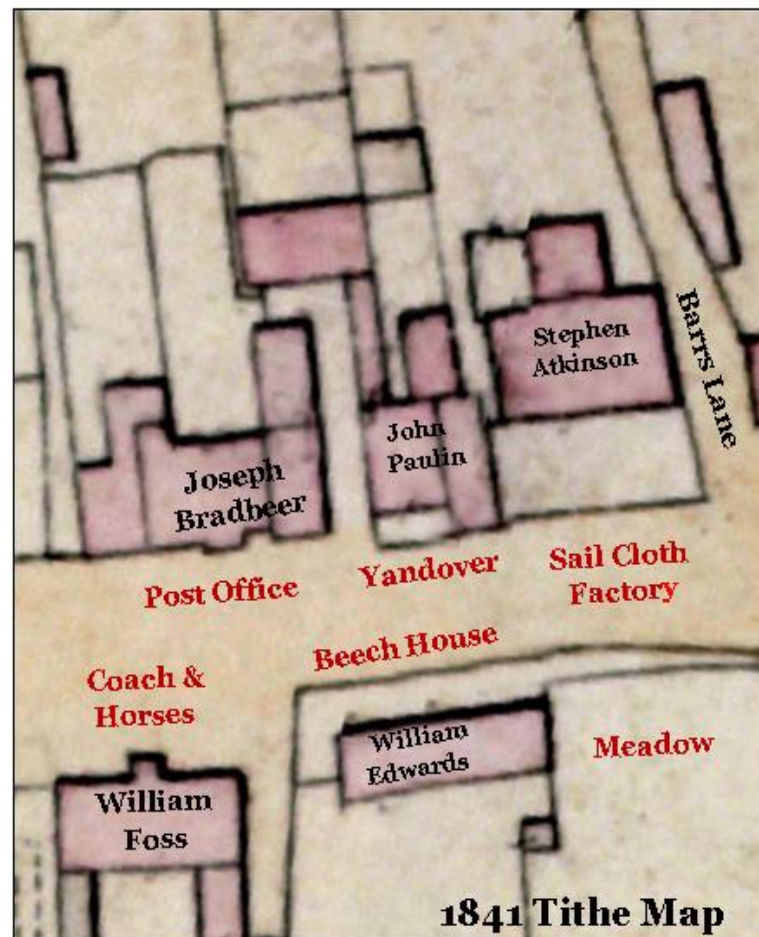 Stephen
Atkinson
Barrs Lane
John
Paulin
Joseph
Bradbeer
Post Office
Yandover
Sail Cloth
Factory
Beech House
Coach &
Horses
William
Edwards
Meadow
William
Foss
1841 Tithe Map